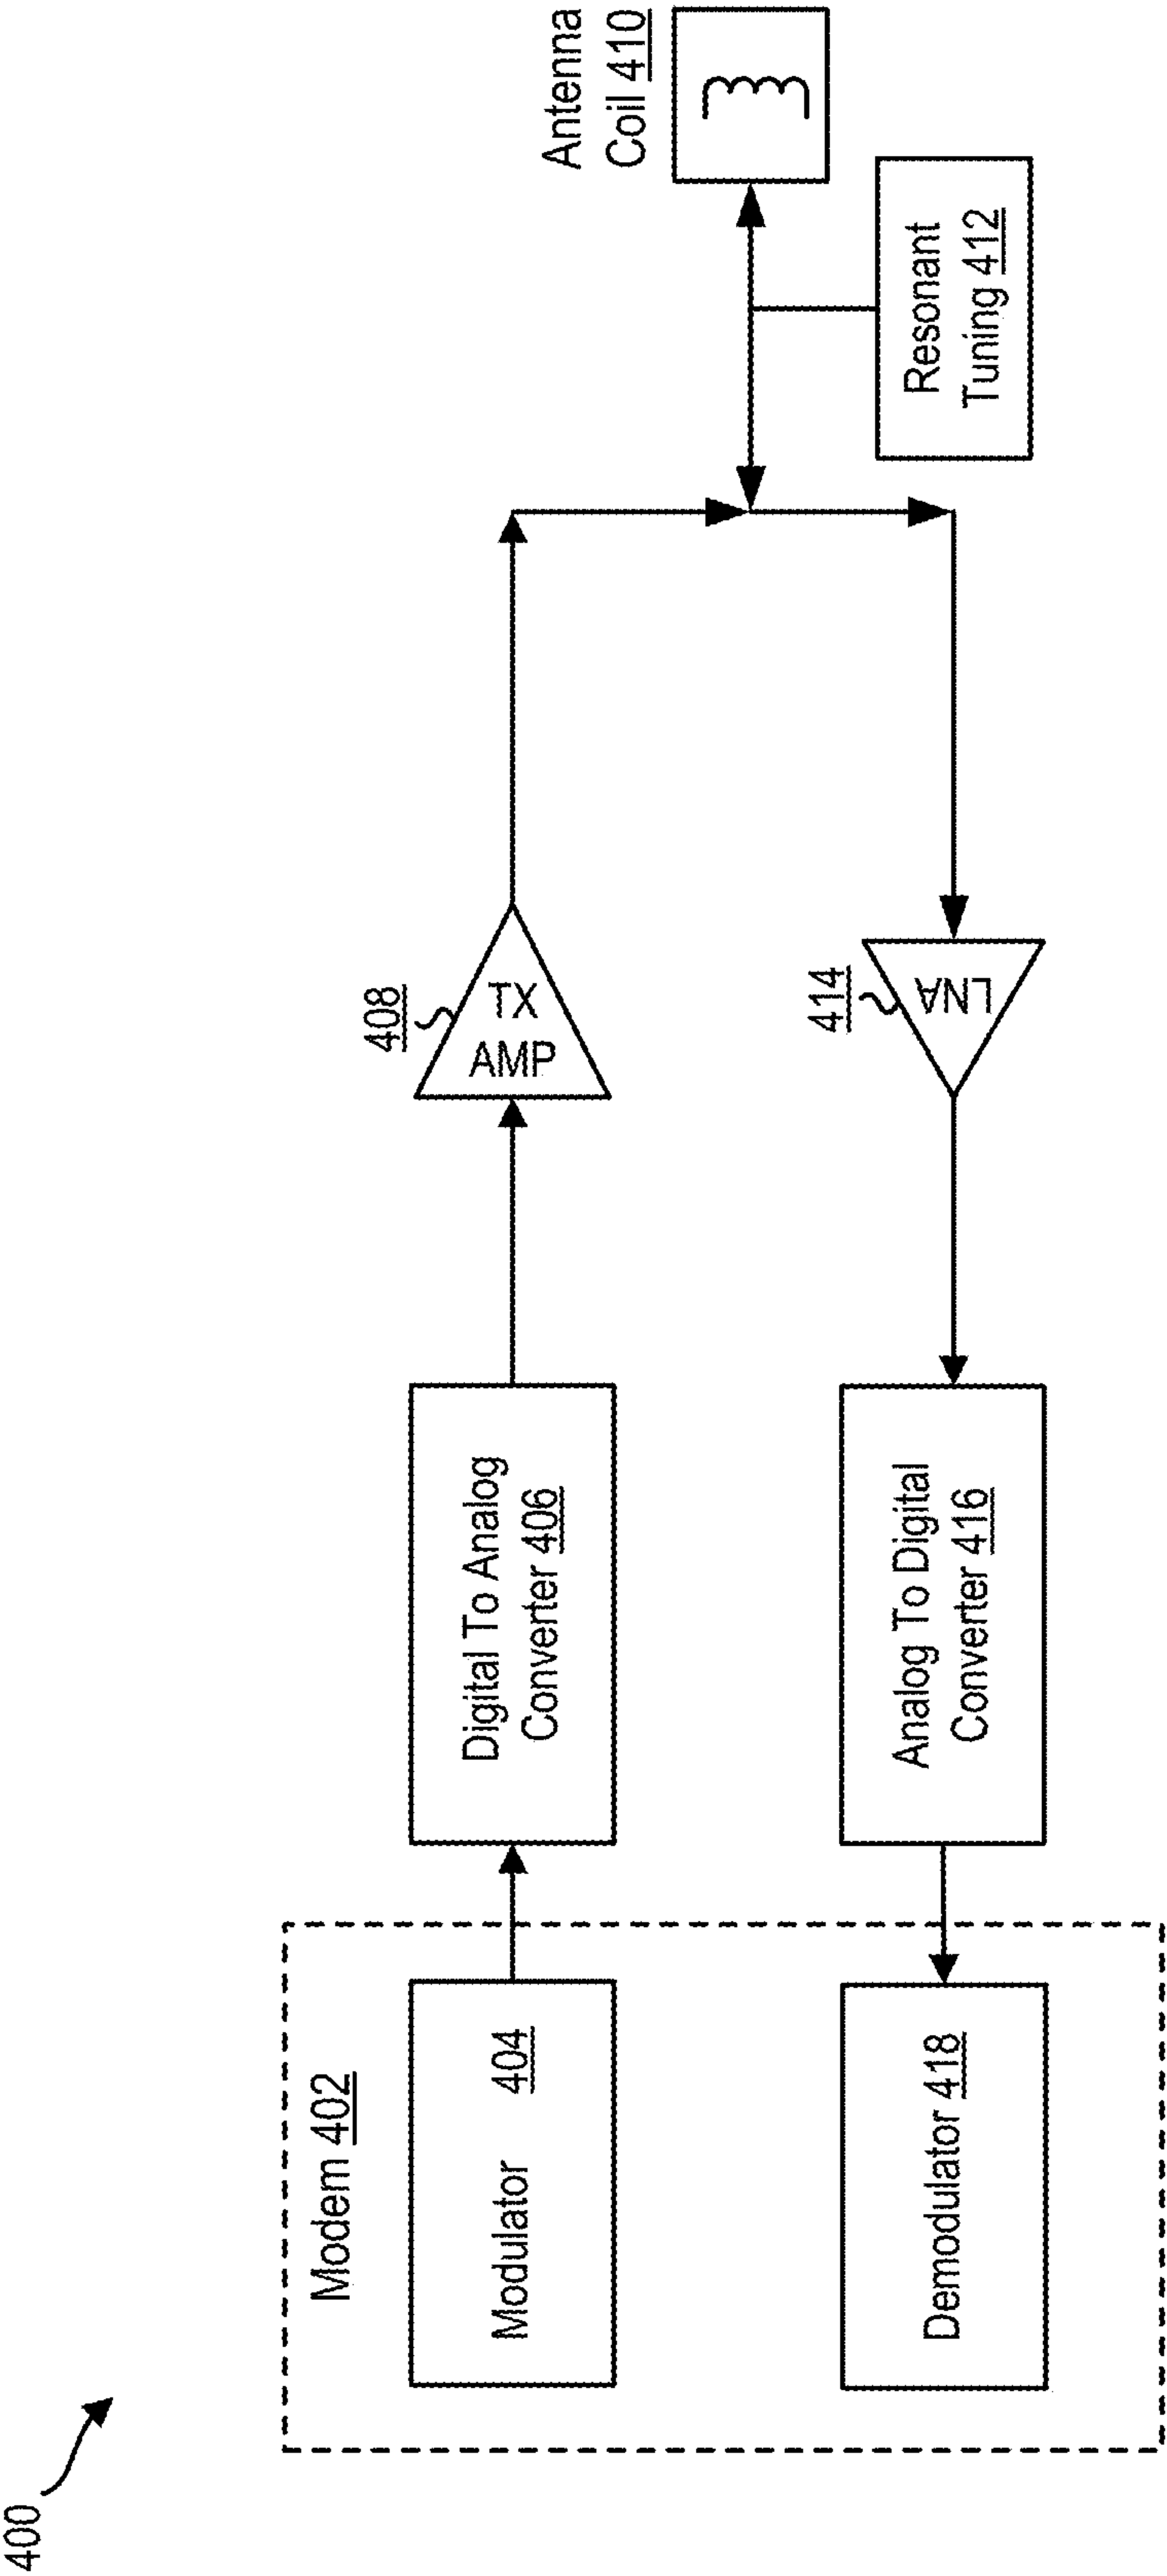 400
Modem 402
Modulator 404
Digital To Analog
Converter 406
408
TX
AMP
Antenna
Coil 410
Resonant
Tuning 412
414
LNA
Analog To Digital
Converter 416
Demodulator 418